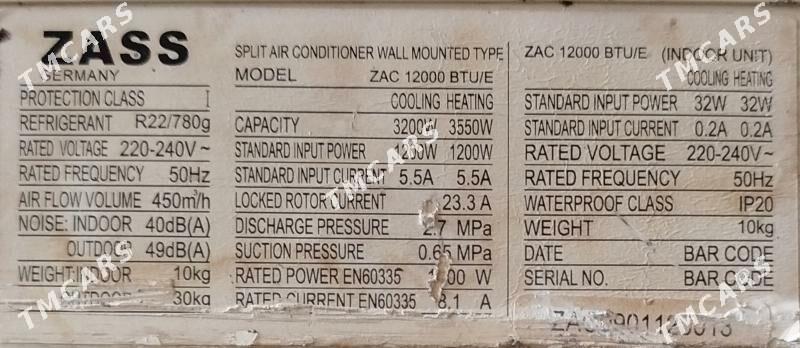 ZASS
GERMANY
PROTECTION CLASS I
REFRIGERANT R22/780g
RATED VOLTAGE 220-240V~
RATED FREQUENCY 50Hz
AIR FLOW VOLUME 450m³/h
NOISE: INDOOR 40dB(A)
OUTDOOR 49dB(A)
WEIGHT: INDOOR 10kg
OUTDOOR 30kg
SPLIT AIR CONDITIONER WALL MOUNTED TYPE
MODEL ZAC 12000 BTU/E
COOLING HEATING
CAPACITY 3200W 3550W
STANDARD INPUT POWER 1200W 1200W
STANDARD INPUT CURRENT 5.5A 5.5A
LOCKED ROTOR CURRENT 23.3 A
DISCHARGE PRESSURE 2.7 MPa
SUCTION PRESSURE 0.65 MPa
RATED POWER EN60335 W
RATED CURRENT EN60335 8.1 A
ZAC 12000 BTU/E (INDOOR UNIT)
COOLING HEATING
STANDARD INPUT POWER 32W 32W
STANDARD INPUT CURRENT 0.2A 0.2A
RATED VOLTAGE 220-240V~
RATED FREQUENCY 50Hz
WATERPROOF CLASS IP20
WEIGHT 10kg
DATE BAR CODE
SERIAL NO. BAR CODE
TMCARS
TMCARS
TMCARS
TMCARS
TMCARS
TMCARS